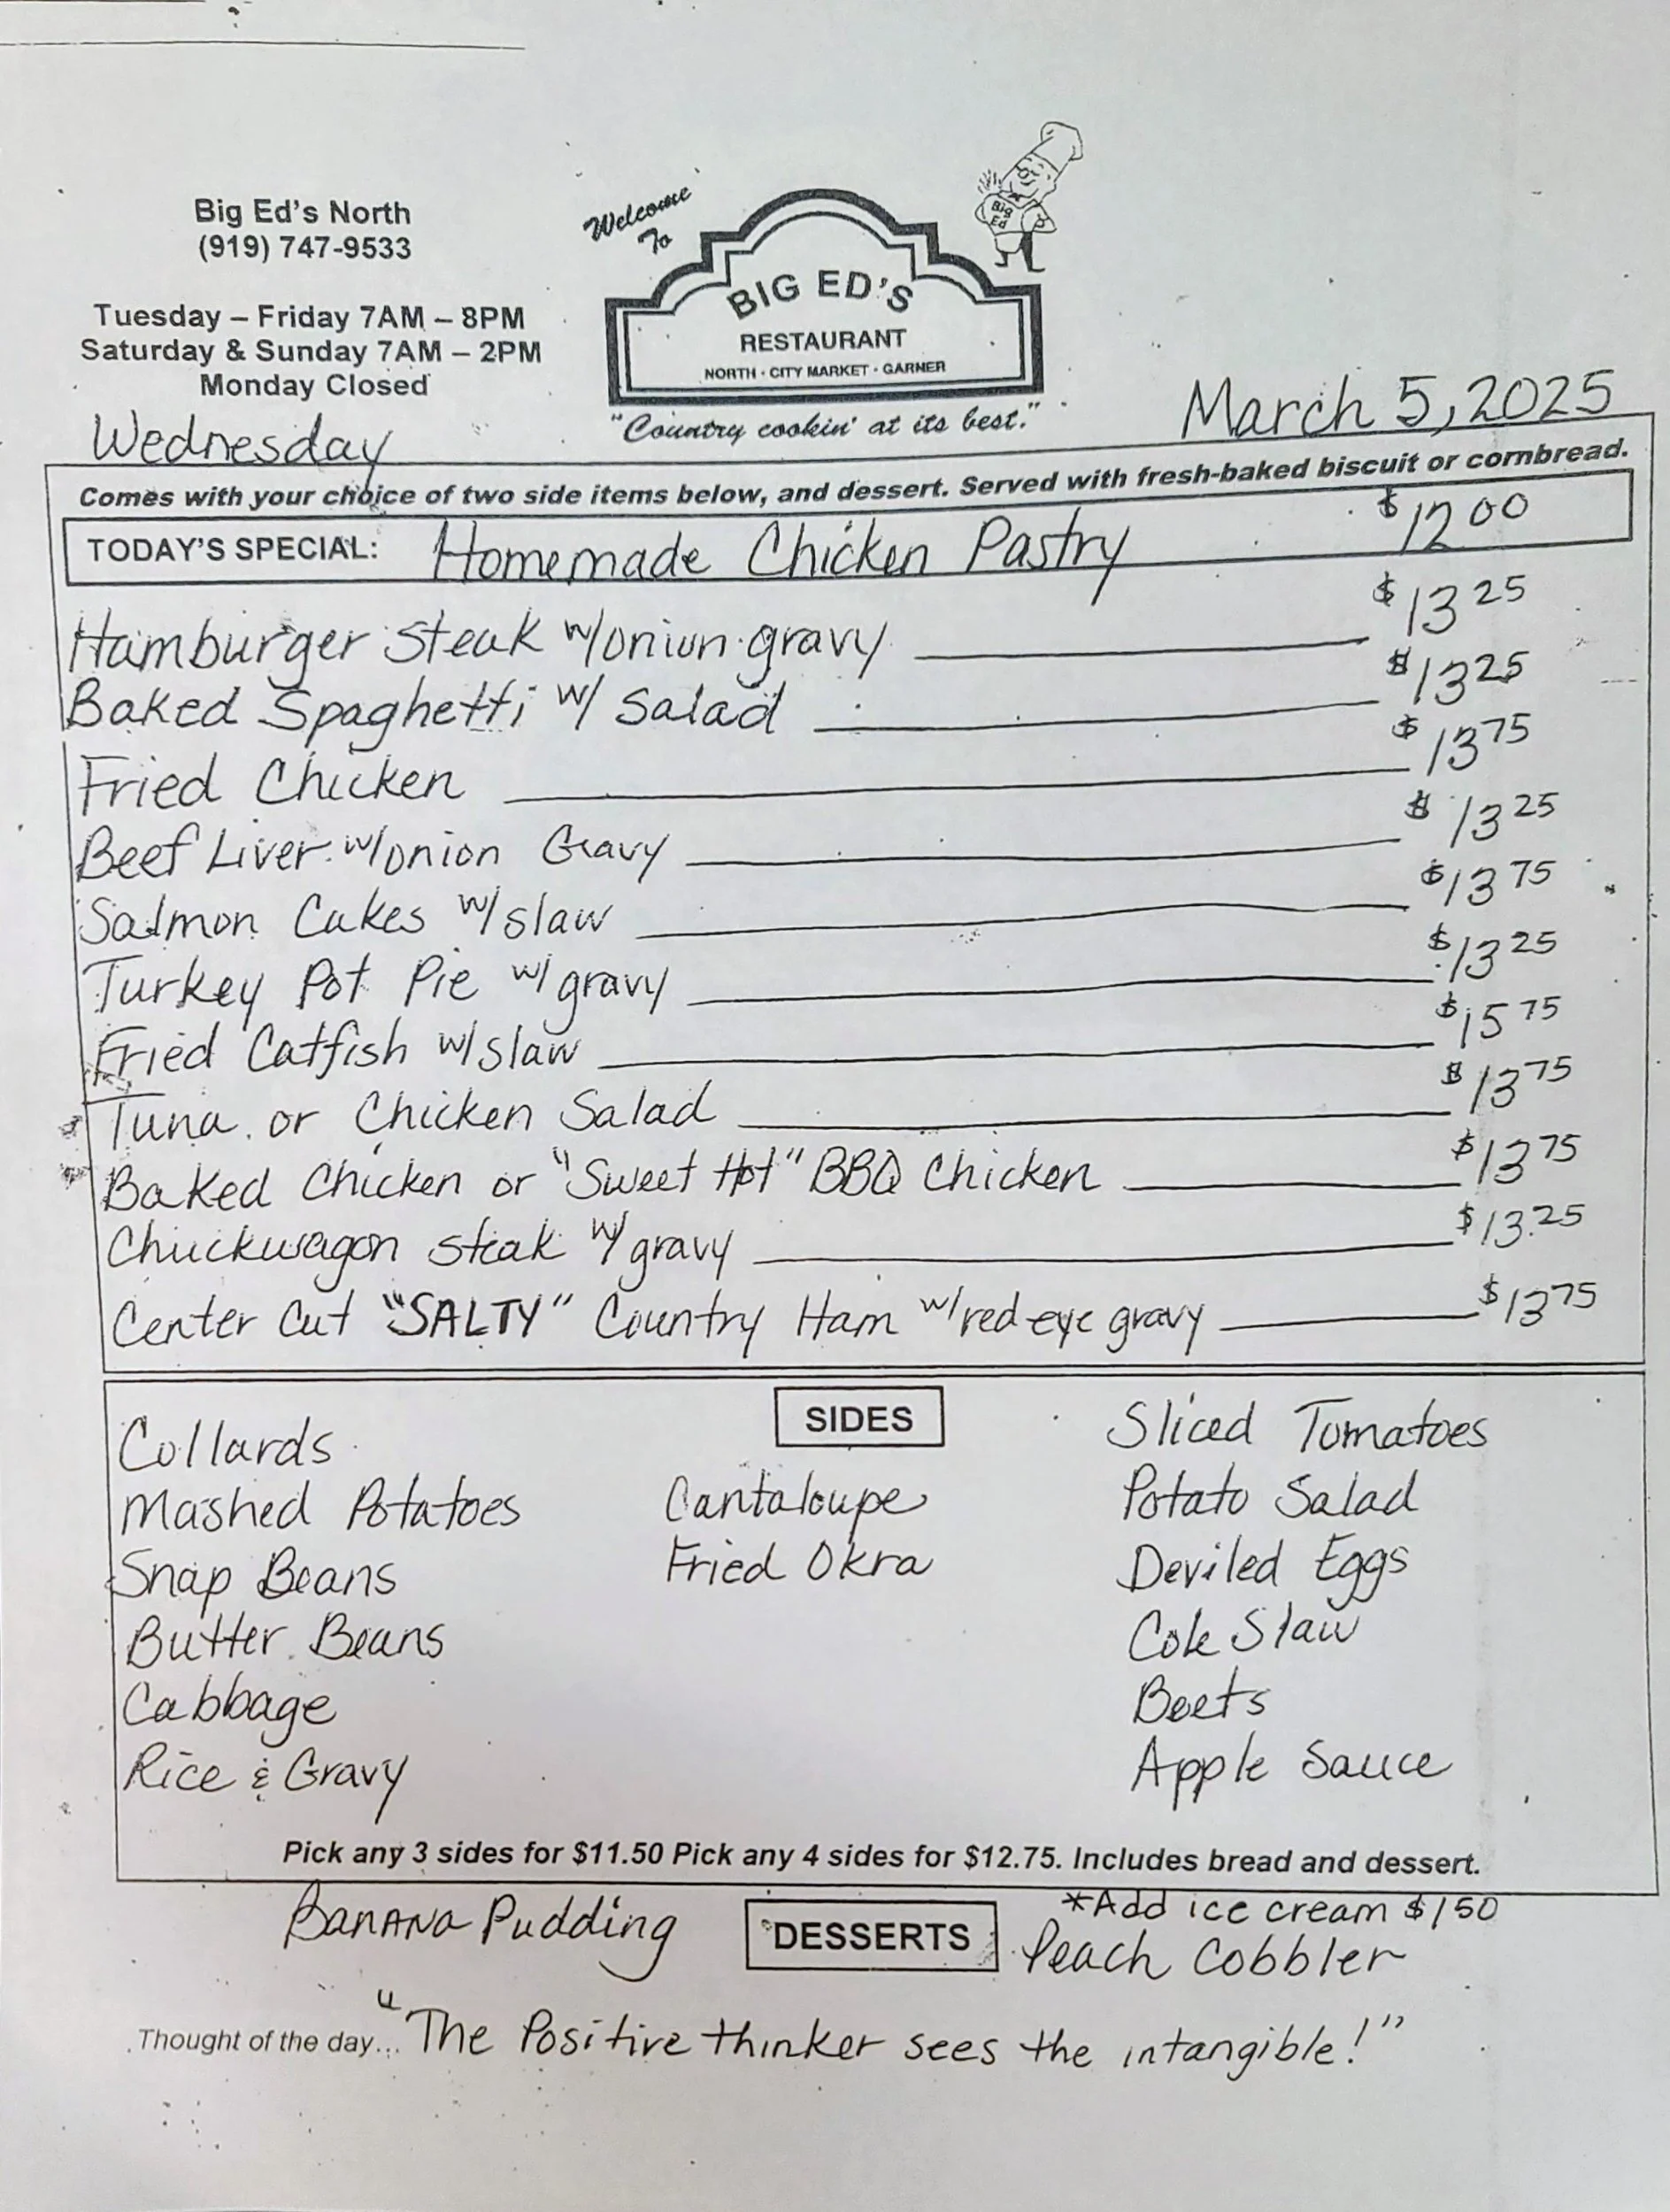 Big Ed's North
(919) 747-9533
Tuesday – Friday 7AM – 8PM
Saturday & Sunday 7AM – 2PM
Monday Closed
Welcome
To
Big
Ed
BIG ED'S
RESTAURANT
NORTH · CITY MARKET · GARNER
"Country cookin' at its best."
Wednesday
March 5, 2025
Comes with your choice of two side items below, and dessert. Served with fresh-baked biscuit or cornbread.
TODAY'S SPECIAL: Homemade Chicken Pastry $12 00
Hamburger Steak w/onion gravy $13 25
Baked Spaghetti w/ Salad $13 25
Fried Chicken $13 75
Beef Liver w/onion Gravy $13 25
Salmon Cakes w/slaw $13 75
Turkey Pot Pie w/ gravy $13 25
Fried Catfish w/slaw $15 75
Tuna or Chicken Salad $13 75
Baked Chicken or "Sweet Hot" BBQ Chicken $13 75
Chuckwagon steak w/ gravy $13.25
Center Cut "SALTY" Country Ham w/red-eye gravy $13 75
SIDES
Collards
Mashed Potatoes
Snap Beans
Butter Beans
Cabbage
Rice & Gravy
Cantaloupe
Fried Okra
Sliced Tomatoes
Potato Salad
Deviled Eggs
Cole Slaw
Beets
Apple Sauce
Pick any 3 sides for $11.50 Pick any 4 sides for $12.75. Includes bread and dessert.
DESSERTS
Banana Pudding
*Add ice cream $1 50
Peach Cobbler
Thought of the day... "The Positive thinker sees the intangible!"